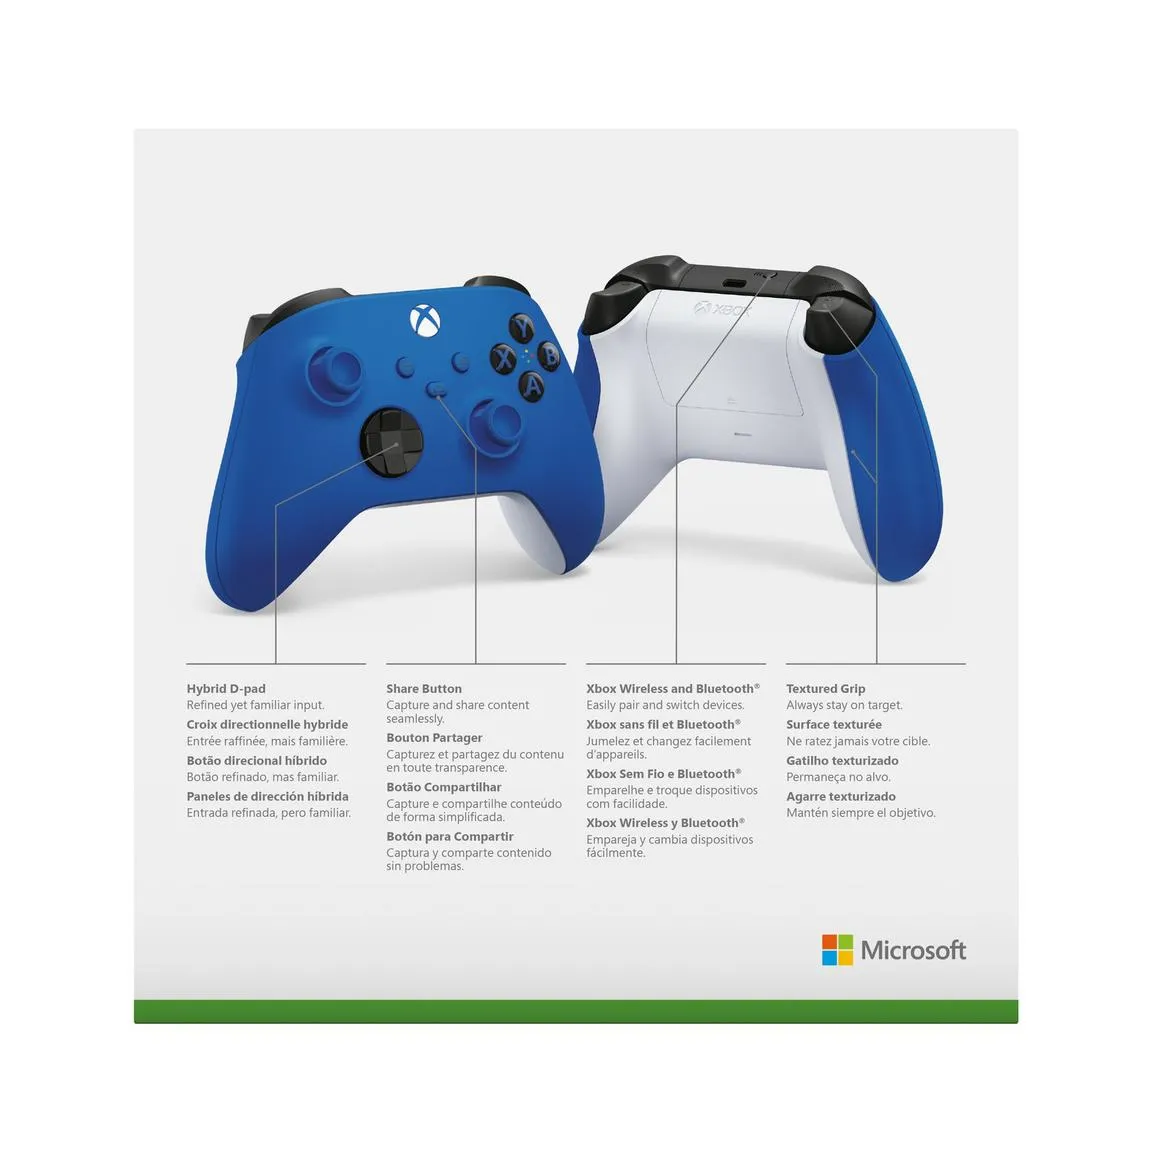 Y
X
B
A
XBOX
Hybrid D-pad
Refined yet familiar input.
Croix directionnelle hybride
Entrée raffinée, mais familière.
Botão direcional híbrido
Botão refinado, mas familiar.
Paneles de dirección híbrida
Entrada refinada, pero familiar.
Share Button
Capture and share content
seamlessly.
Bouton Partager
Capturez et partagez du contenu
en toute transparence.
Botão Compartilhar
Capture e compartilhe conteúdo
de forma simplificada.
Botón para Compartir
Captura y comparte contenido
sin problemas.
Xbox Wireless and Bluetooth®
Easily pair and switch devices.
Xbox sans fil et Bluetooth®
Jumelez et changez facilement
d'appareils.
Xbox Sem Fio e Bluetooth®
Emparelhe e troque dispositivos
com facilidade.
Xbox Wireless y Bluetooth®
Empareja y cambia dispositivos
fácilmente.
Textured Grip
Always stay on target.
Surface texturée
Ne ratez jamais votre cible.
Gatilho texturizado
Permaneça no alvo.
Agarre texturizado
Mantén siempre el objetivo.
Microsoft